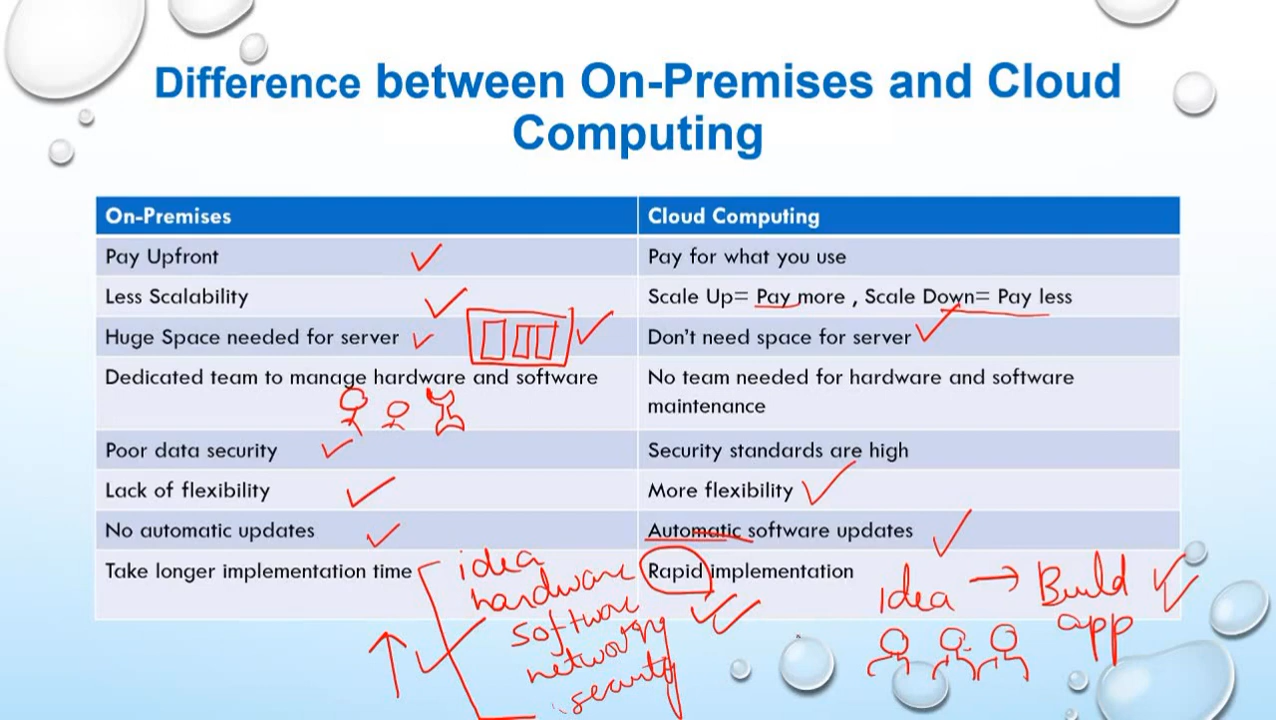 Difference between On-Premises and Cloud
Computing
On-Premises
Cloud Computing
Pay Upfront
Pay for what you use
Less Scalability
Scale Up= Pay more , Scale Down= Pay less
Huge Space needed for server
Don't need space for server
Dedicated team to manage hardware and software
No team needed for hardware and software
maintenance
Poor data security
Security standards are high
Lack of flexibility
More flexibility
No automatic updates
Automatic software updates
Take longer implementation time
Rapid implementation
idea
hardware
software
networking
security
Idea → Build
app